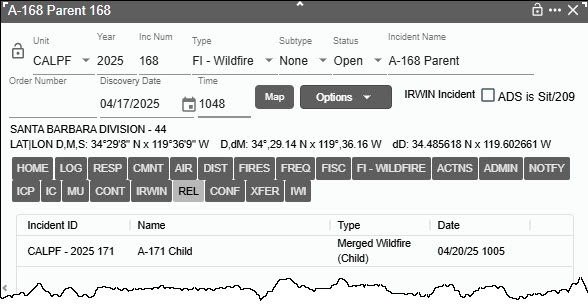 A-168 Parent 168
Unit Year Inc Num Type Subtype Status Incident Name
CALPF 2025 168 FI - Wildfire None Open A-168 Parent
Order Number Discovery Date Time
04/17/2025 1048 Map Options IRWIN Incident ADS is Sit/209
SANTA BARBARA DIVISION - 44
LAT|LON D,M,S: 34°29'8" N x 119°36'9" W D,dM: 34°,29.14 N x 119°,36.16 W dD: 34.485618 N x 119.602661 W
HOME LOG RESP CMNT AIR DIST FIRES FREQ FISC FI - WILDFIRE ACTNS ADMIN NOTFY
ICP IC MU CONT IRWIN REL CONF XFER IWI
Incident ID Name Type Date
CALPF - 2025 171 A-171 Child Merged Wildfire (Child) 04/20/25 1005